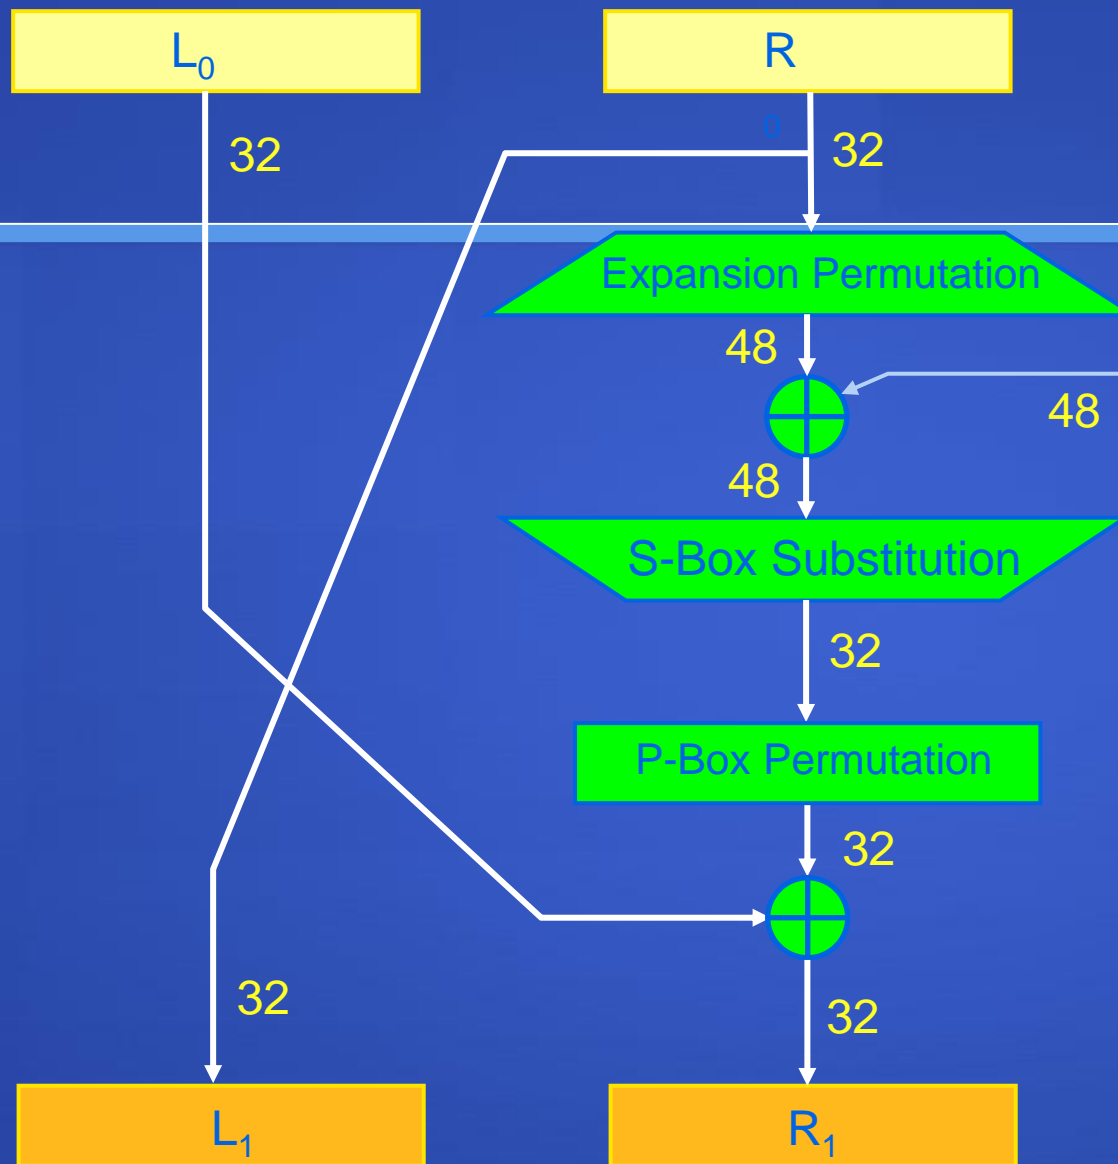 L₀
R
0
32
32
Expansion Permutation
48
48
48
S-Box Substitution
32
P-Box Permutation
32
32
32
L₁
R₁